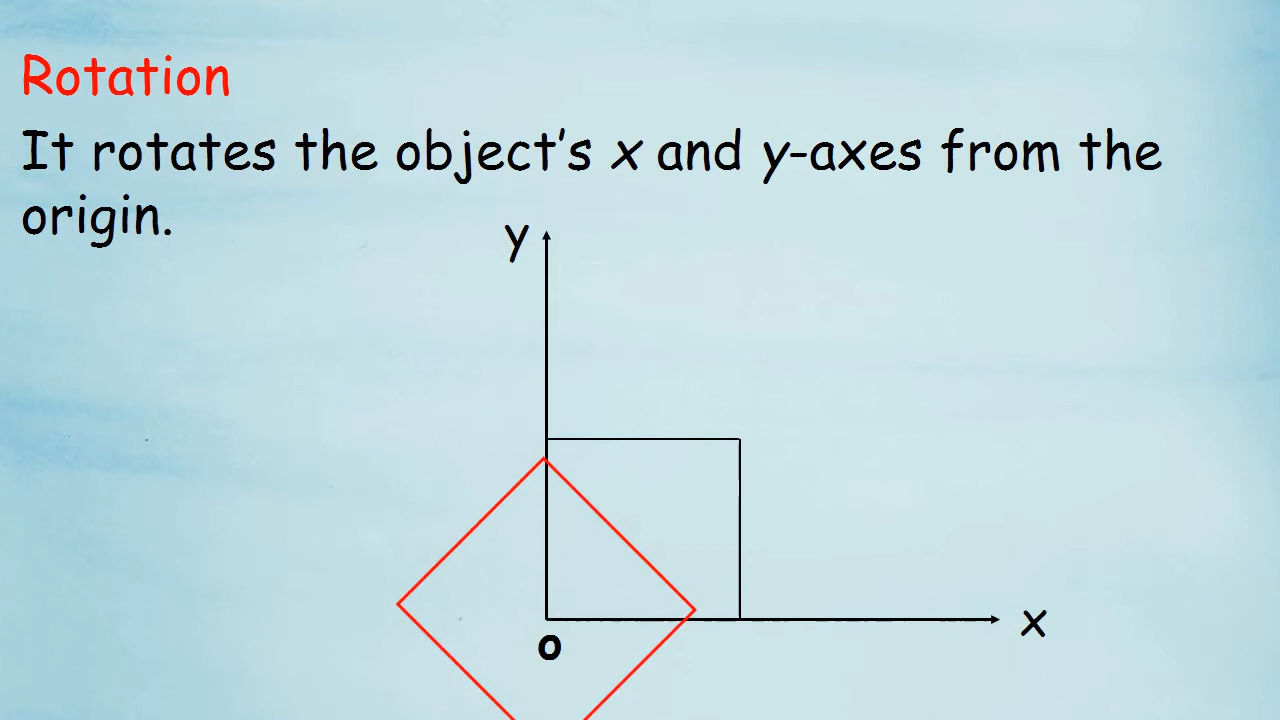 Rotation
It rotates the object's x and y-axes from the
origin.
y
x
o